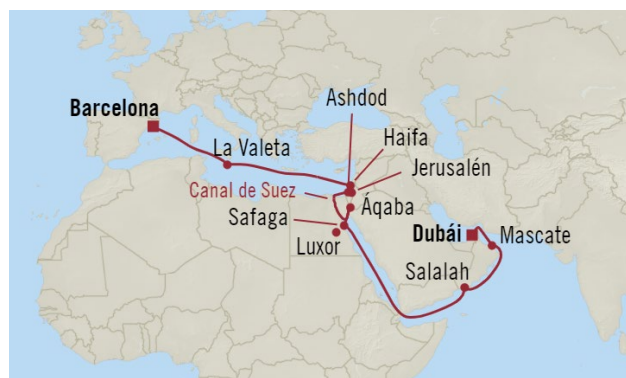 Ashdod
Barcelona
Haifa
La Valeta
Jerusalén
Canal de Suez
Áqaba
Safaga
Dubái
Mascate
Luxor
Salalah